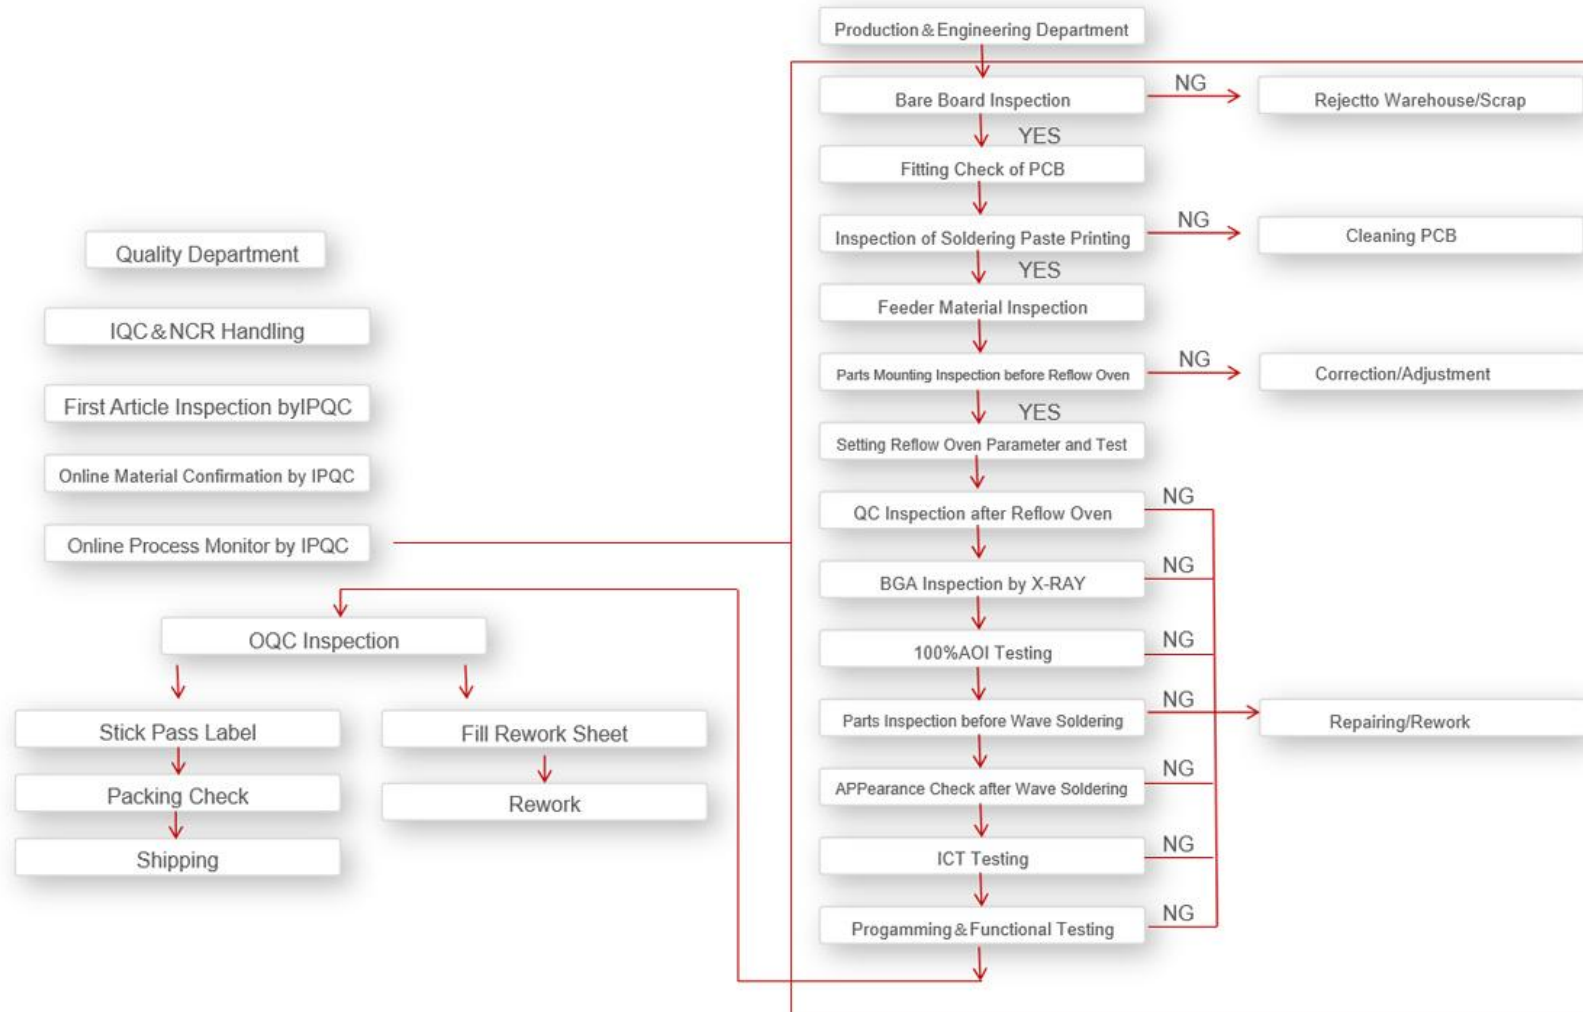 Production&Engineering Department
Bare Board Inspection
NG
Rejectto Warehouse/Scrap
YES
Fitting Check of PCB
Inspection of Soldering Paste Printing
NG
Cleaning PCB
YES
Feeder Material Inspection
Parts Mounting Inspection before Reflow Oven
NG
Correction/Adjustment
YES
Setting Reflow Oven Parameter and Test
QC Inspection after Reflow Oven
NG
BGA Inspection by X-RAY
NG
100%AOI Testing
NG
Parts Inspection before Wave Soldering
NG
Repairing/Rework
APPearance Check after Wave Soldering
NG
ICT Testing
NG
Progamming&Functional Testing
NG
Quality Department
IQC&NCR Handling
First Article Inspection byIPQC
Online Material Confirmation by IPQC
Online Process Monitor by IPQC
OQC Inspection
Stick Pass Label
Packing Check
Shipping
Fill Rework Sheet
Rework